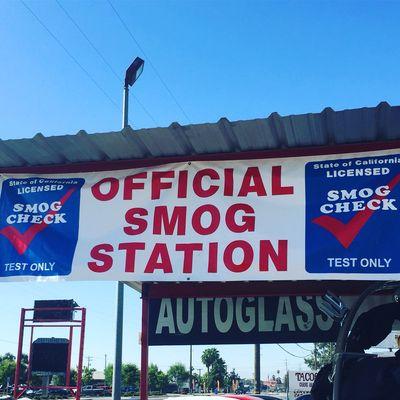 State of California
LICENSED
SMOG
CHECK
TEST ONLY
OFFICIAL
SMOG
STATION
State of California
LICENSED
SMOG
CHECK
TEST ONLY
AUTOGLASS
TACOS